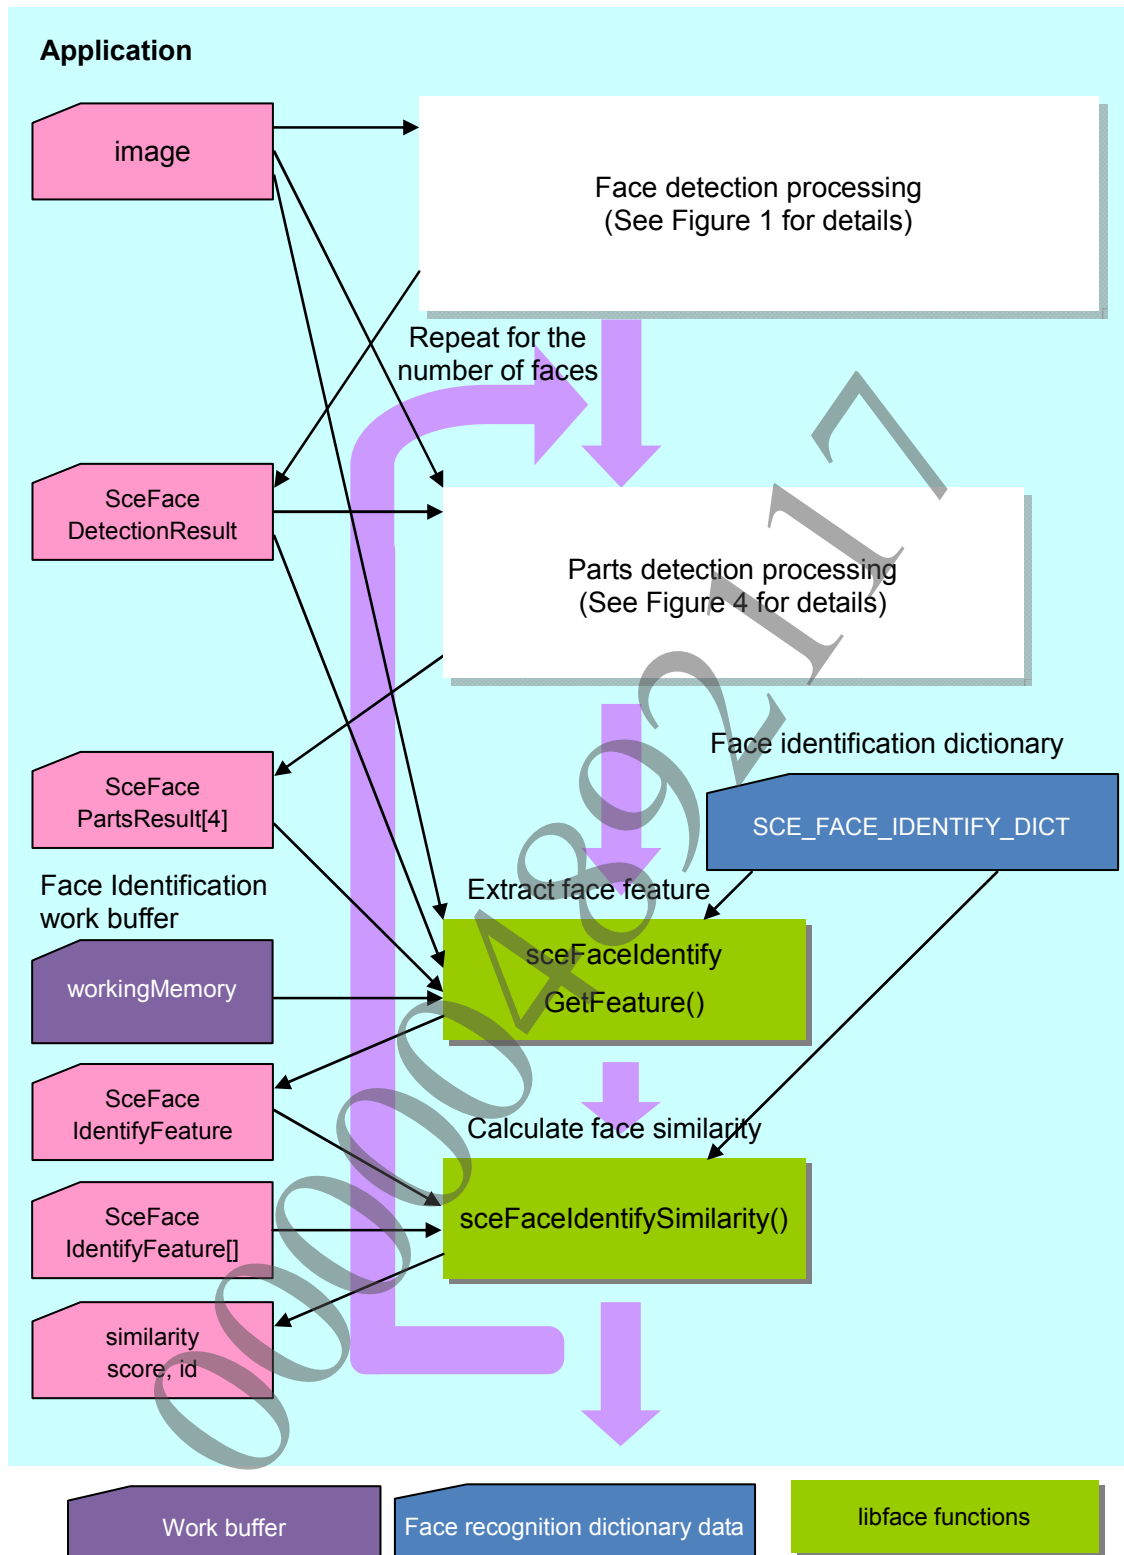 Application
image
Face detection processing
(See Figure 1 for details)
Repeat for the
number of faces
SceFace
DetectionResult
Parts detection processing
(See Figure 4 for details)
Face identification dictionary
SceFace
PartsResult[4]
SCE_FACE_IDENTIFY_DICT
Face Identification
work buffer
Extract face feature
workingMemory
sceFaceIdentify
GetFeature()
SceFace
IdentifyFeature
Calculate face similarity
SceFace
IdentifyFeature[]
sceFaceIdentifySimilarity()
similarity
score, id
000004892117
Work buffer
Face recognition dictionary data
libface functions